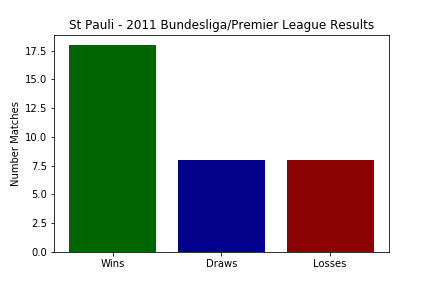 St Pauli - 2011 Bundesliga/Premier League Results
Number Matches
17.5
15.0
12.5
10.0
7.5
5.0
2.5
0.0
Wins Draws Losses